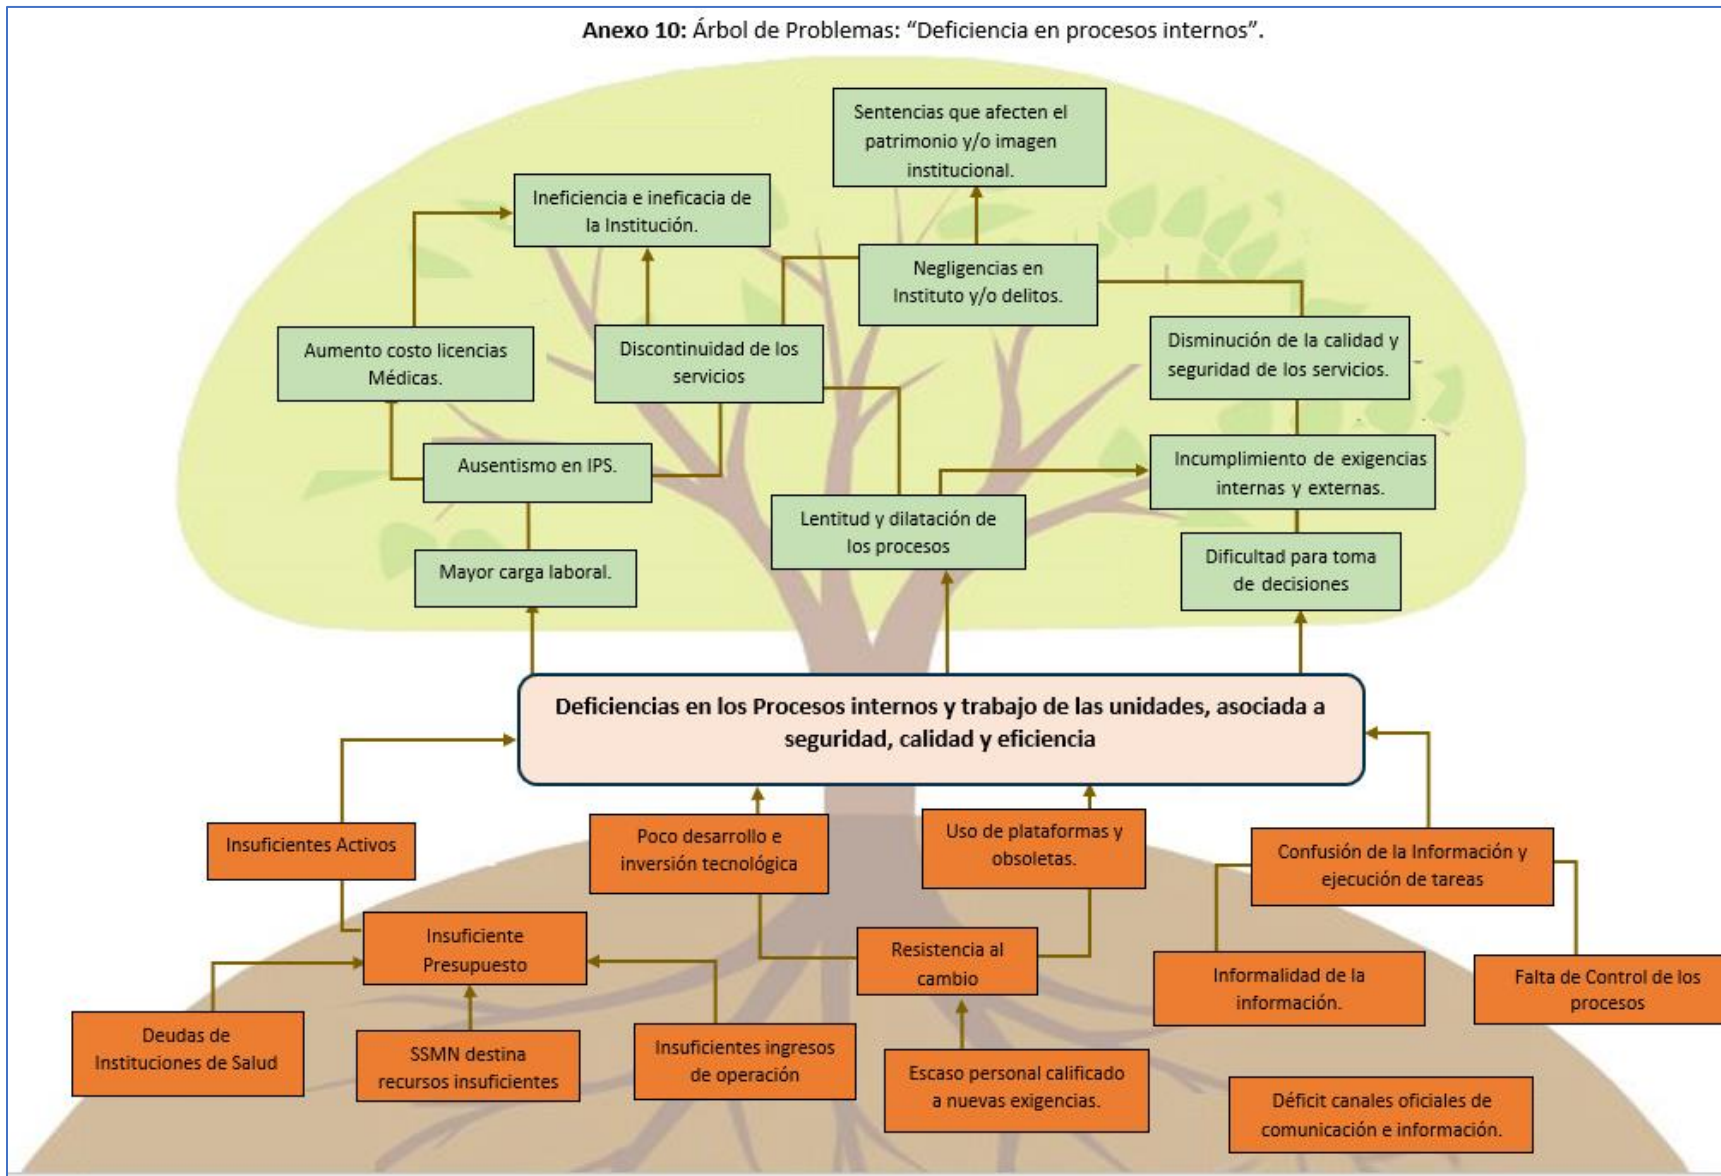 Anexo 10: Árbol de Problemas: “Deficiencia en procesos internos”.
Sentencias que afecten el
patrimonio y/o imagen
institucional.
Ineficiencia e ineficacia de
la Institución.
Negligencias en
Instituto y/o delitos.
Aumento costo licencias
Médicas.
Discontinuidad de los
servicios
Disminución de la calidad y
seguridad de los servicios.
Ausentismo en IPS.
Incumplimiento de exigencias
internas y externas.
Lentitud y dilatación de
los procesos
Mayor carga laboral.
Dificultad para toma
de decisiones
Deficiencias en los Procesos internos y trabajo de las unidades, asociada a
seguridad, calidad y eficiencia
Insuficientes Activos
Poco desarrollo e
inversión tecnológica
Uso de plataformas y
obsoletas.
Confusión de la Información y
ejecución de tareas
Insuficiente
Presupuesto
Resistencia al
cambio
Informalidad de la
información.
Falta de Control de los
procesos
Deudas de
Instituciones de Salud
SSMN destina
recursos insuficientes
Insuficientes ingresos
de operación
Escaso personal calificado
a nuevas exigencias.
Déficit canales oficiales de
comunicación e información.